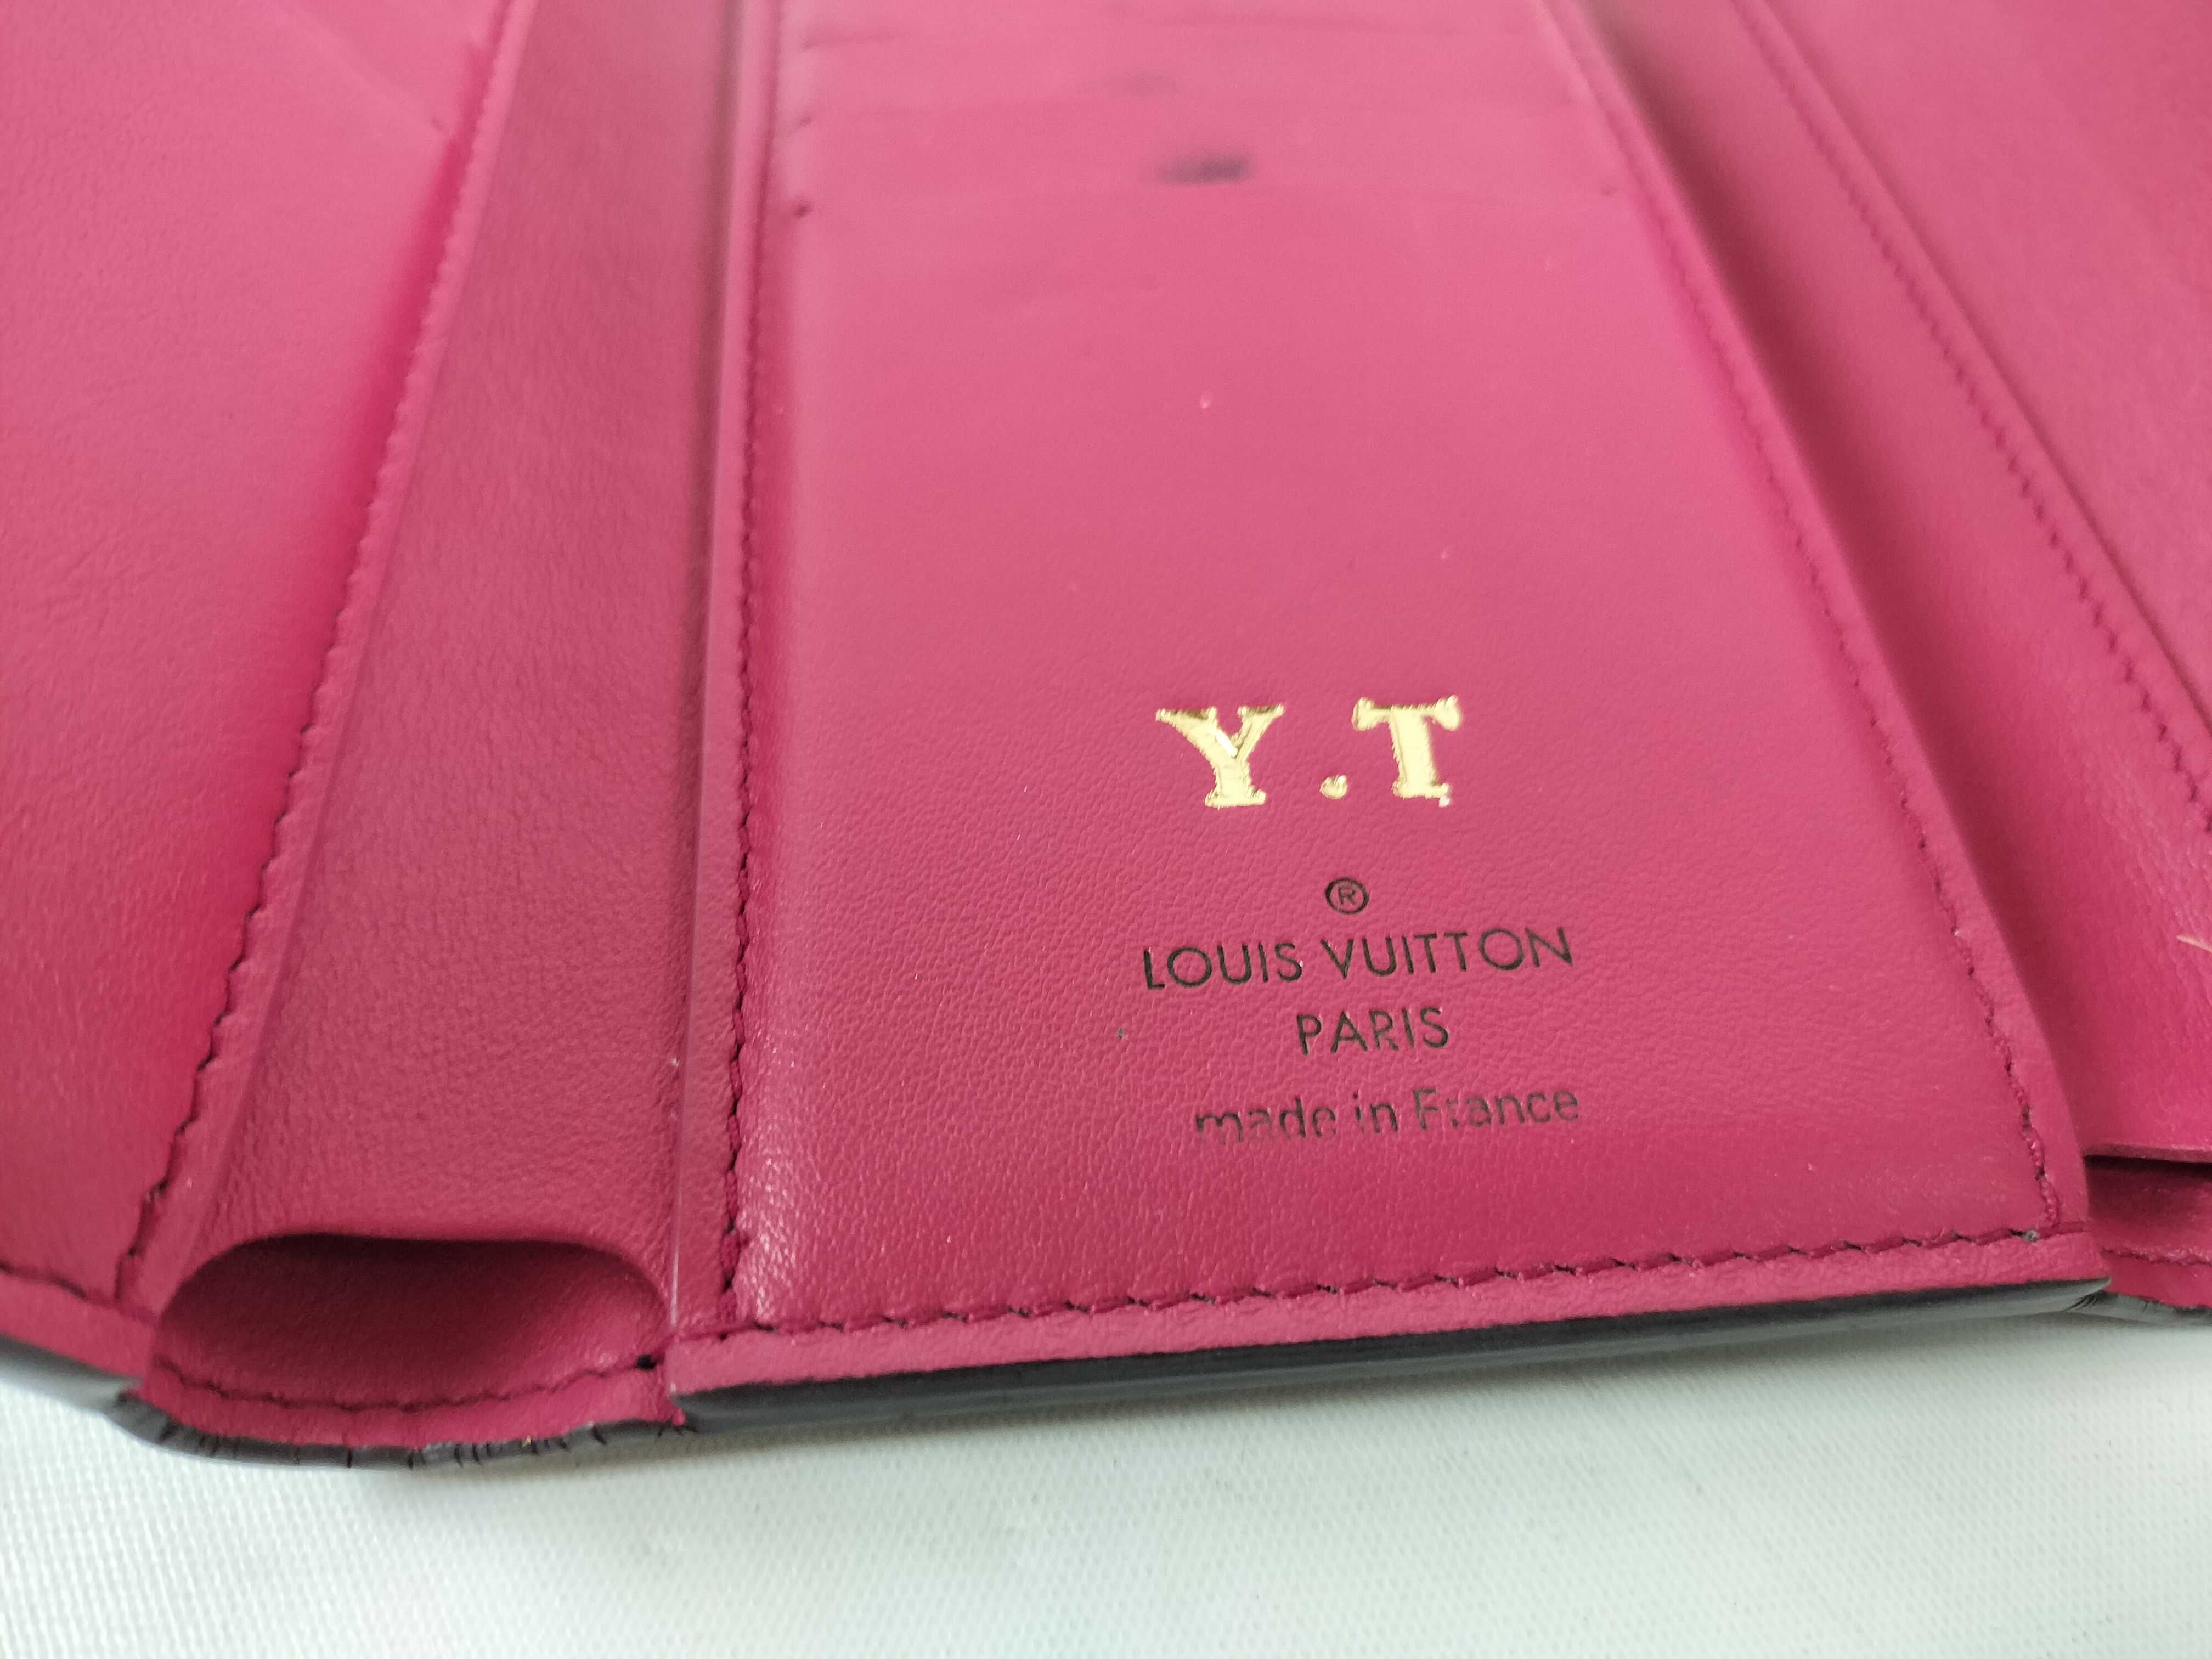 Y.T
®
LOUIS VUITTON
PARIS
made in France